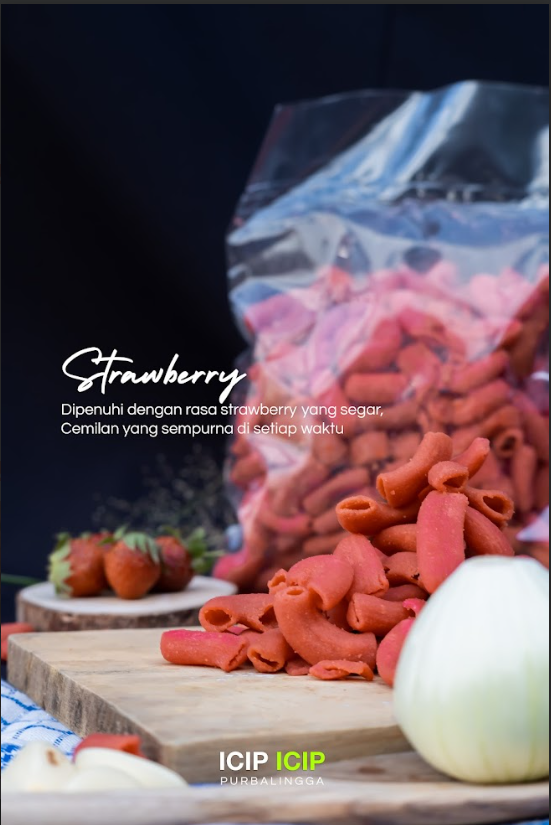 Strawberry
Dipenuhi dengan rasa strawberry yang segar,
Cemilan yang sempurna di setiap waktu
ICIP ICIP
PURBALINGGA